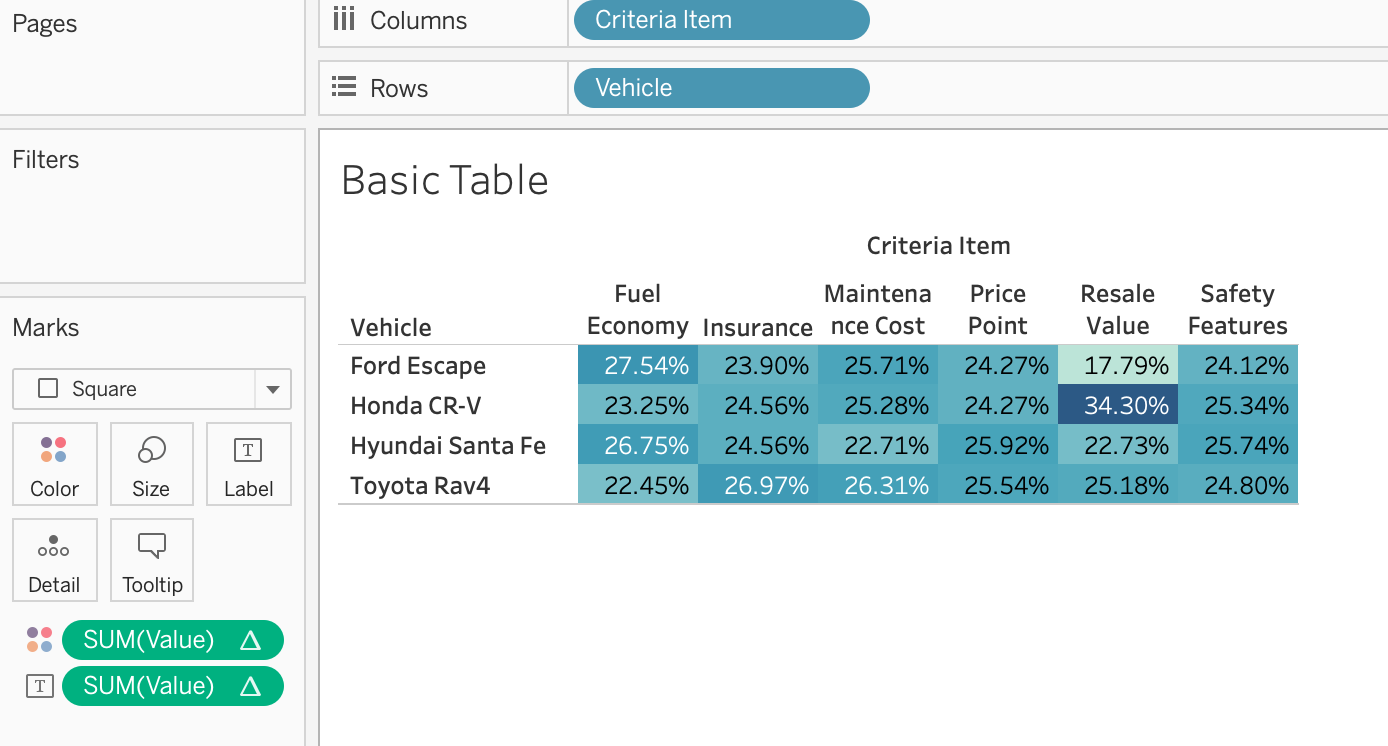 Pages
Columns
Criteria Item
Rows
Vehicle
Filters
Marks
Square
Color
Size
T
Label
Detail
Tooltip
SUM(Value) Δ
T SUM(Value) Δ
Basic Table
Criteria Item
Vehicle Fuel Economy Insurance Maintena nce Cost Price Point Resale Value Safety Features
Ford Escape 27.54% 23.90% 25.71% 24.27% 17.79% 24.12%
Honda CR-V 23.25% 24.56% 25.28% 24.27% 34.30% 25.34%
Hyundai Santa Fe 26.75% 24.56% 22.71% 25.92% 22.73% 25.74%
Toyota Rav4 22.45% 26.97% 26.31% 25.54% 25.18% 24.80%